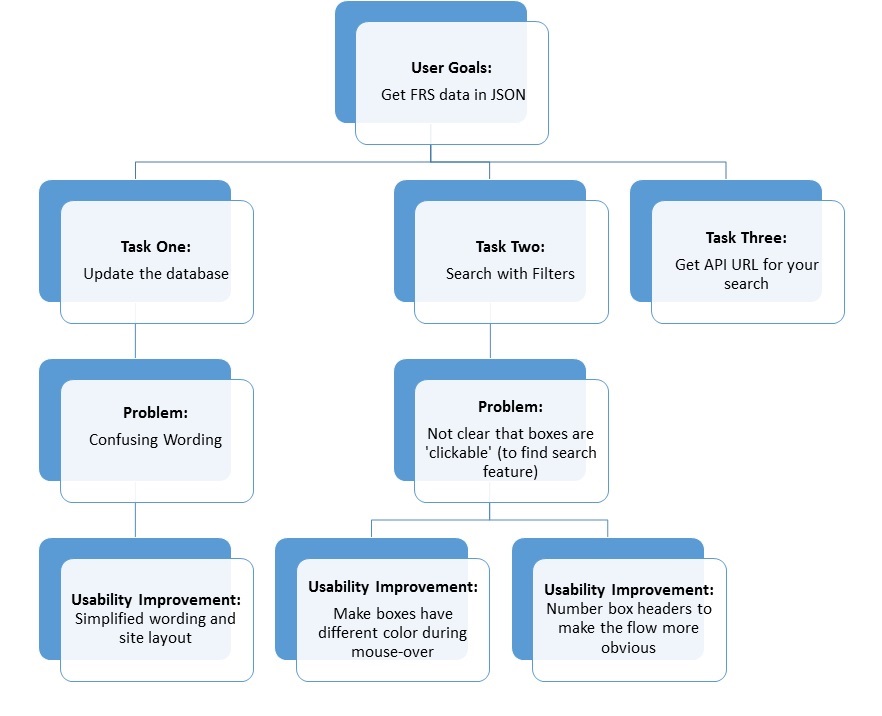 User Goals:
Get FRS data in JSON
Task One:
Update the database
Task Two:
Search with Filters
Task Three:
Get API URL for your
search
Problem:
Confusing Wording
Problem:
Not clear that boxes are
'clickable' (to find search
feature)
Usability Improvement:
Simplified wording and
site layout
Usability Improvement:
Make boxes have
different color during
mouse-over
Usability Improvement:
Number box headers to
make the flow more
obvious